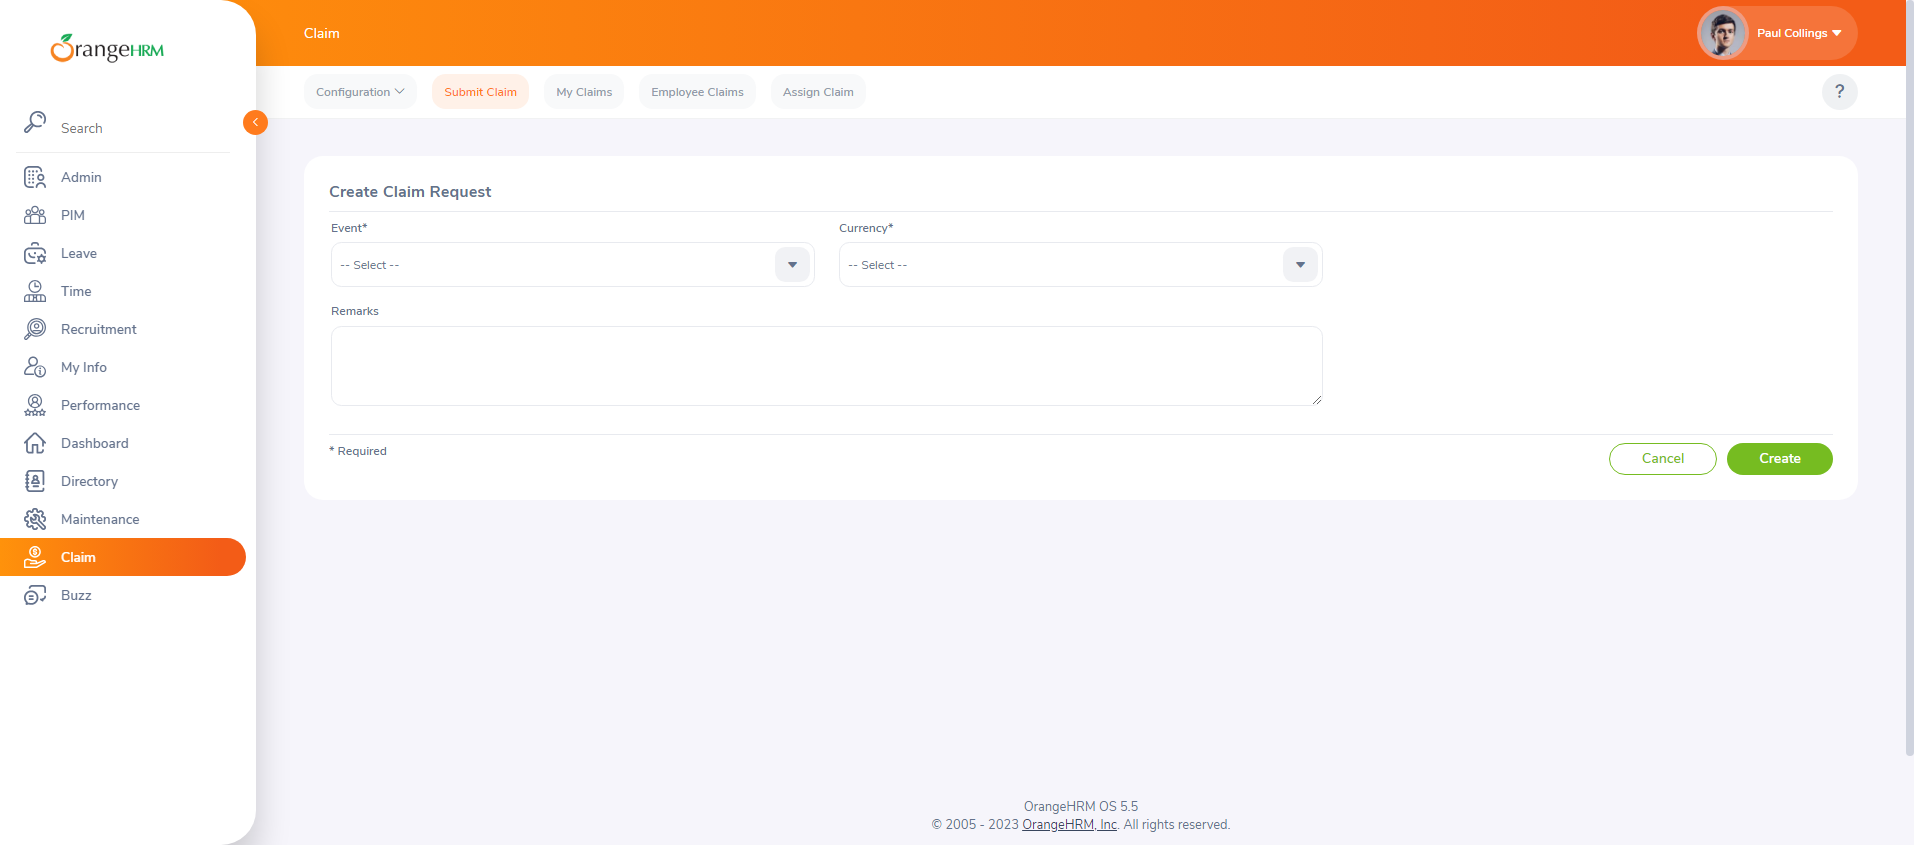 OrangeHRM
Search
Admin
PIM
Leave
Time
Recruitment
My Info
Performance
Dashboard
Directory
Maintenance
Claim
Buzz
Claim
Paul Collings
Configuration
Submit Claim
My Claims
Employee Claims
Assign Claim
?
Create Claim Request
Event*
Currency*
-- Select --
-- Select --
Remarks
* Required
Cancel
Create
OrangeHRM OS 5.5
© 2005 - 2023 OrangeHRM, Inc. All rights reserved.